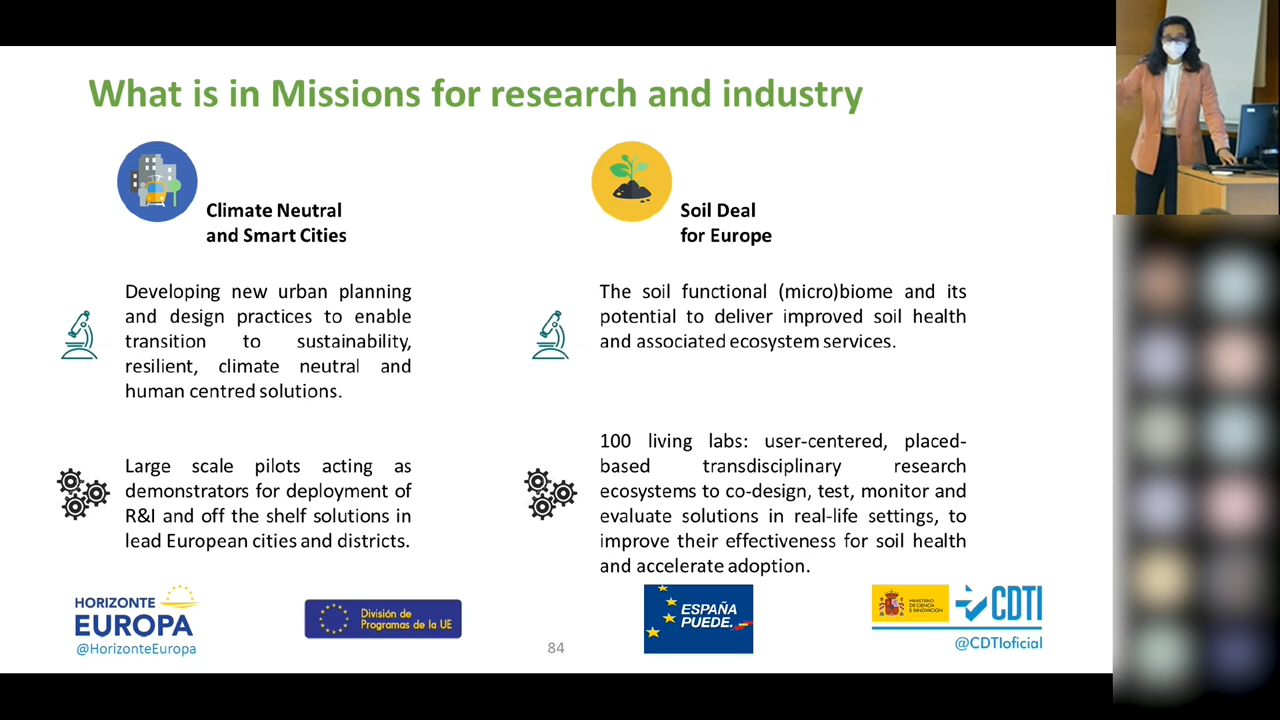 What is in Missions for research and industry
Climate Neutral
and Smart Cities
Developing new urban planning
and design practices to enable
transition to sustainability,
resilient, climate neutral and
human centred solutions.
Large scale pilots acting as
demonstrators for deployment of
R&I and off the shelf solutions in
lead European cities and districts.
Soil Deal
for Europe
The soil functional (micro)biome and its
potential to deliver improved soil health
and associated ecosystem services.
100 living labs: user-centered, placed-
based transdisciplinary research
ecosystems to co-design, test, monitor and
evaluate solutions in real-life settings, to
improve their effectiveness for soil health
and accelerate adoption.
HORIZONTE
EUROPA
@HorizonteEuropa
División de
Programas de la UE
84
ESPAÑA
PUEDE.
MINISTERIO
DE CIENCIA
E INNOVACIÓN
CDTI
@CDTIoficial